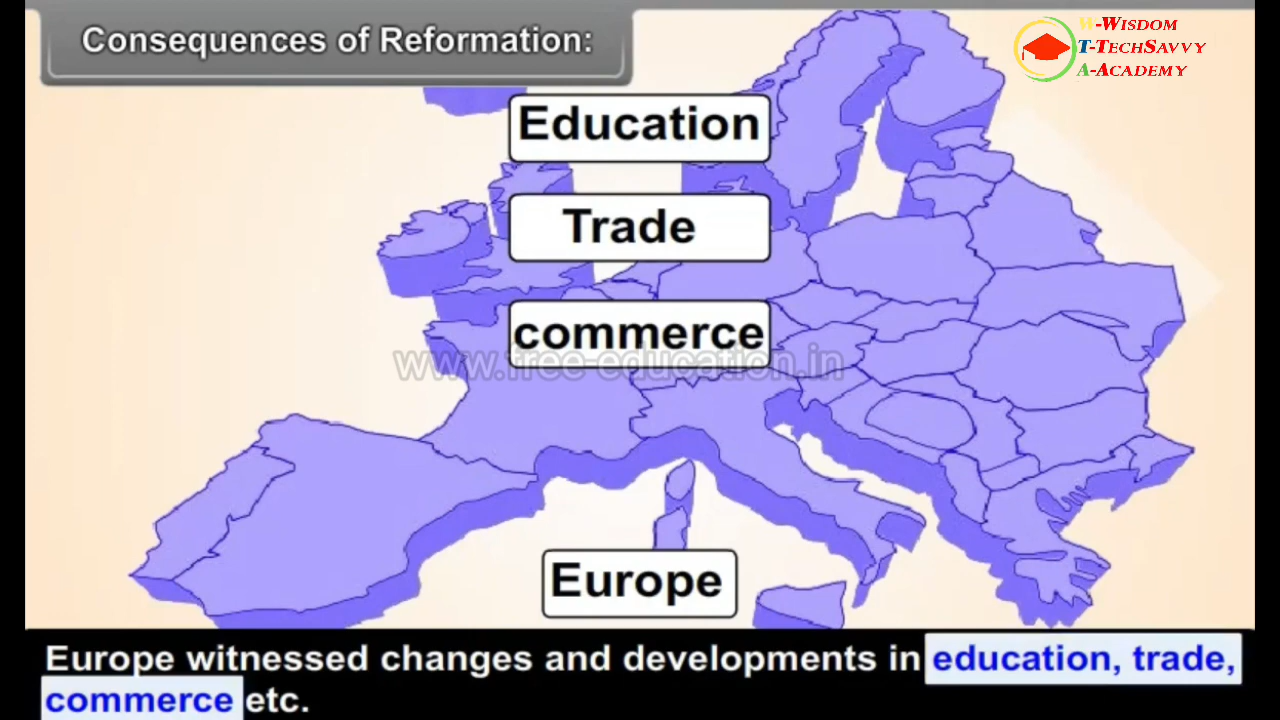 Consequences of Reformation:
W-Wisdom
T-TechSavvy
A-Academy
Education
Trade
commerce
www.free-education.in
Europe
Europe witnessed changes and developments in education, trade,
commerce etc.